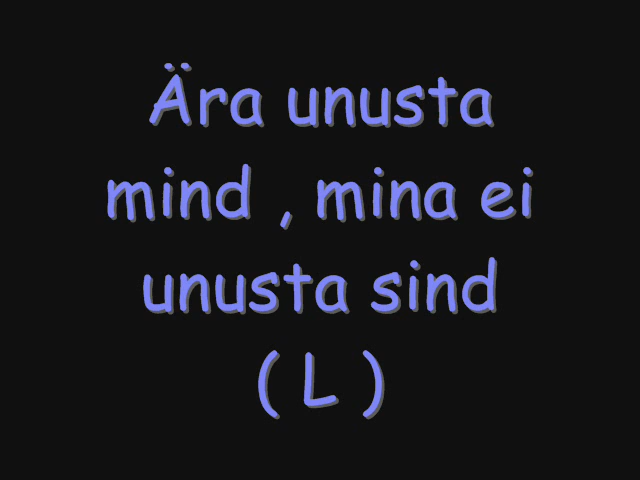 Ära unusta
mind , mina ei
unusta sind
( L )